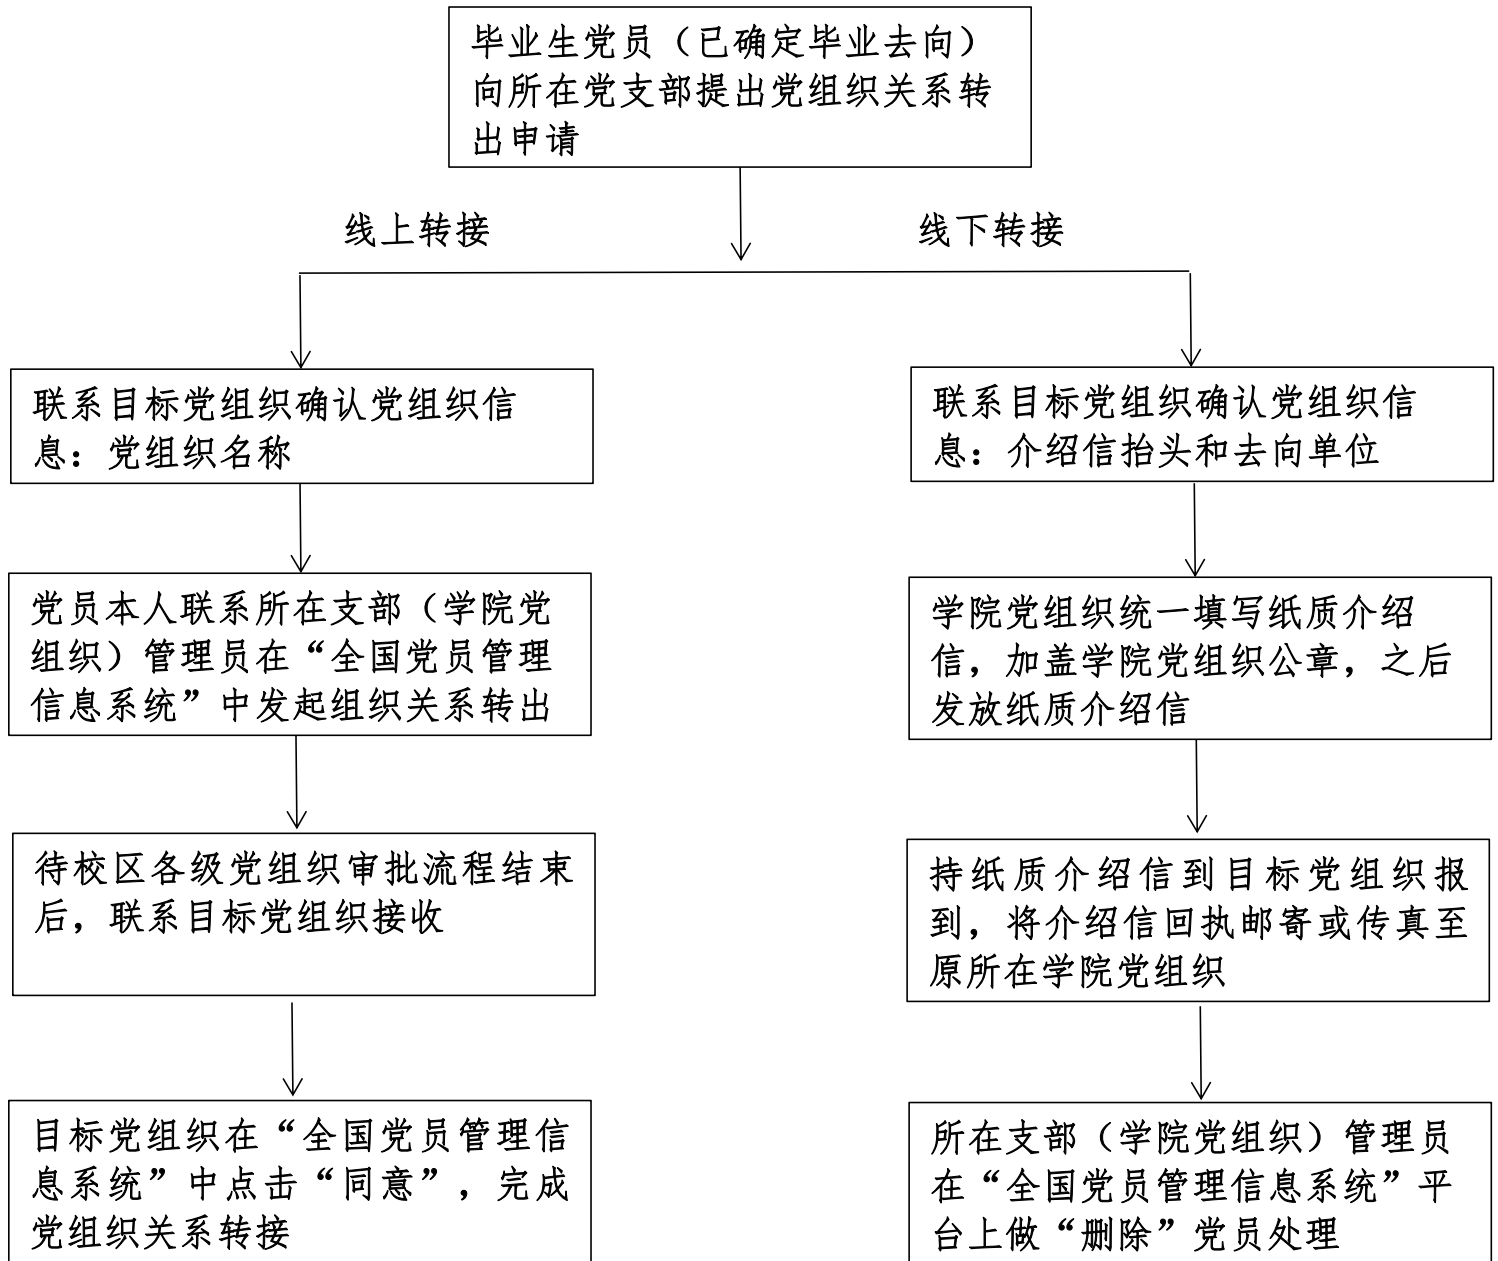 毕业生党员（已确定毕业去向）
向所在党支部提出党组织关系转
出申请
线上转接
线下转接
联系目标党组织确认党组织信
息：党组织名称
联系目标党组织确认党组织信
息：介绍信抬头和去向单位
党员本人联系所在支部（学院党
组织）管理员在“全国党员管理
信息系统”中发起组织关系转出
学院党组织统一填写纸质介绍
信，加盖学院党组织公章，之后
发放纸质介绍信
待校区各级党组织审批流程结束
后，联系目标党组织接收
持纸质介绍信到目标党组织报
到，将介绍信回执邮寄或传真至
原所在学院党组织
目标党组织在“全国党员管理信
息系统”中点击“同意”，完成
党组织关系转接
所在支部（学院党组织）管理员
在“全国党员管理信息系统”平
台上做“删除”党员处理